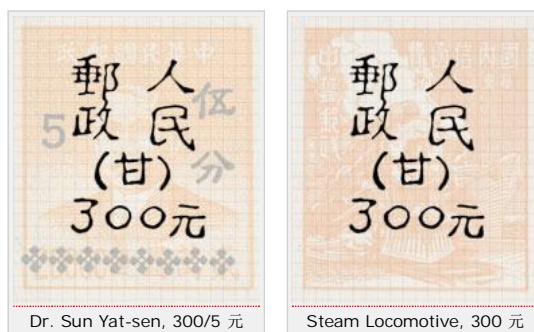 人民
郵政
(甘)
300元
5
伍分
Dr. Sun Yat-sen, 300/5 元
人民
郵政
(甘)
300元
Steam Locomotive, 300 元